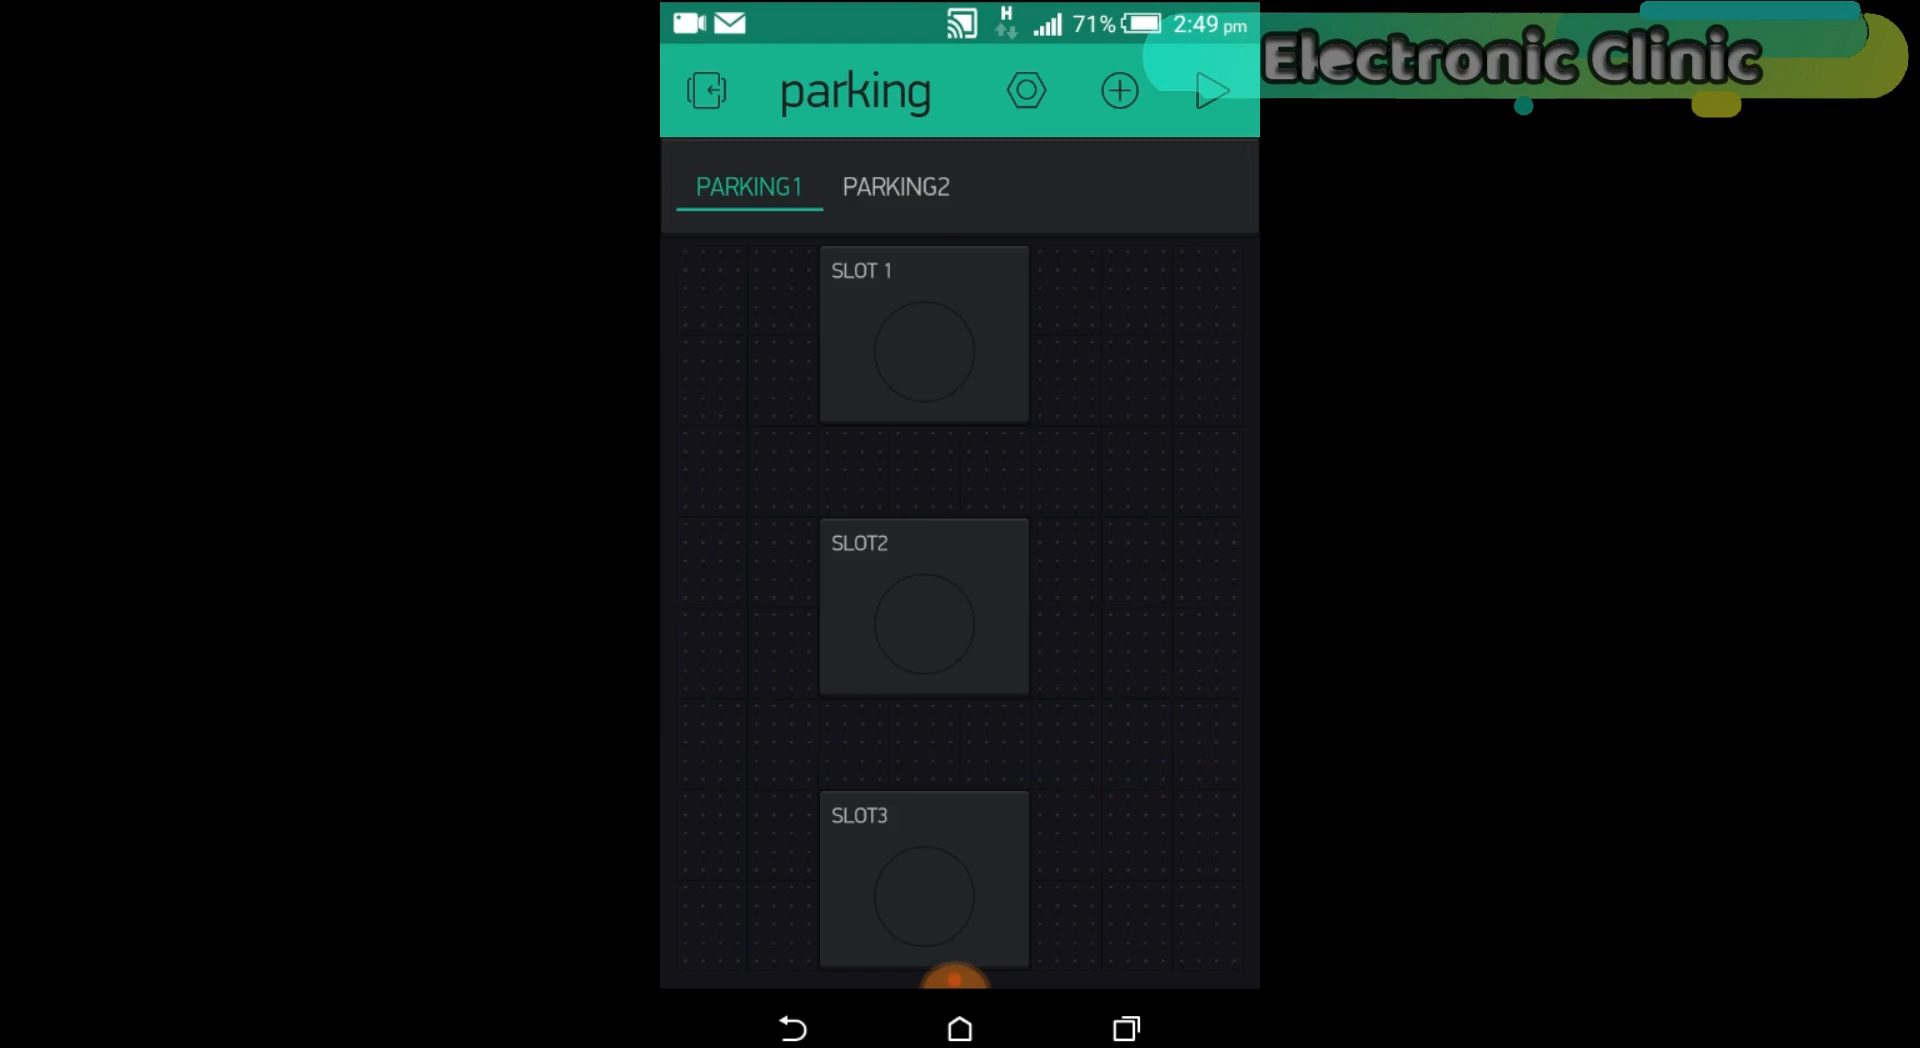 H
71%
2:49 pm
Electronic Clinic
parking
PARKING1
PARKING2
SLOT 1
SLOT2
SLOT3